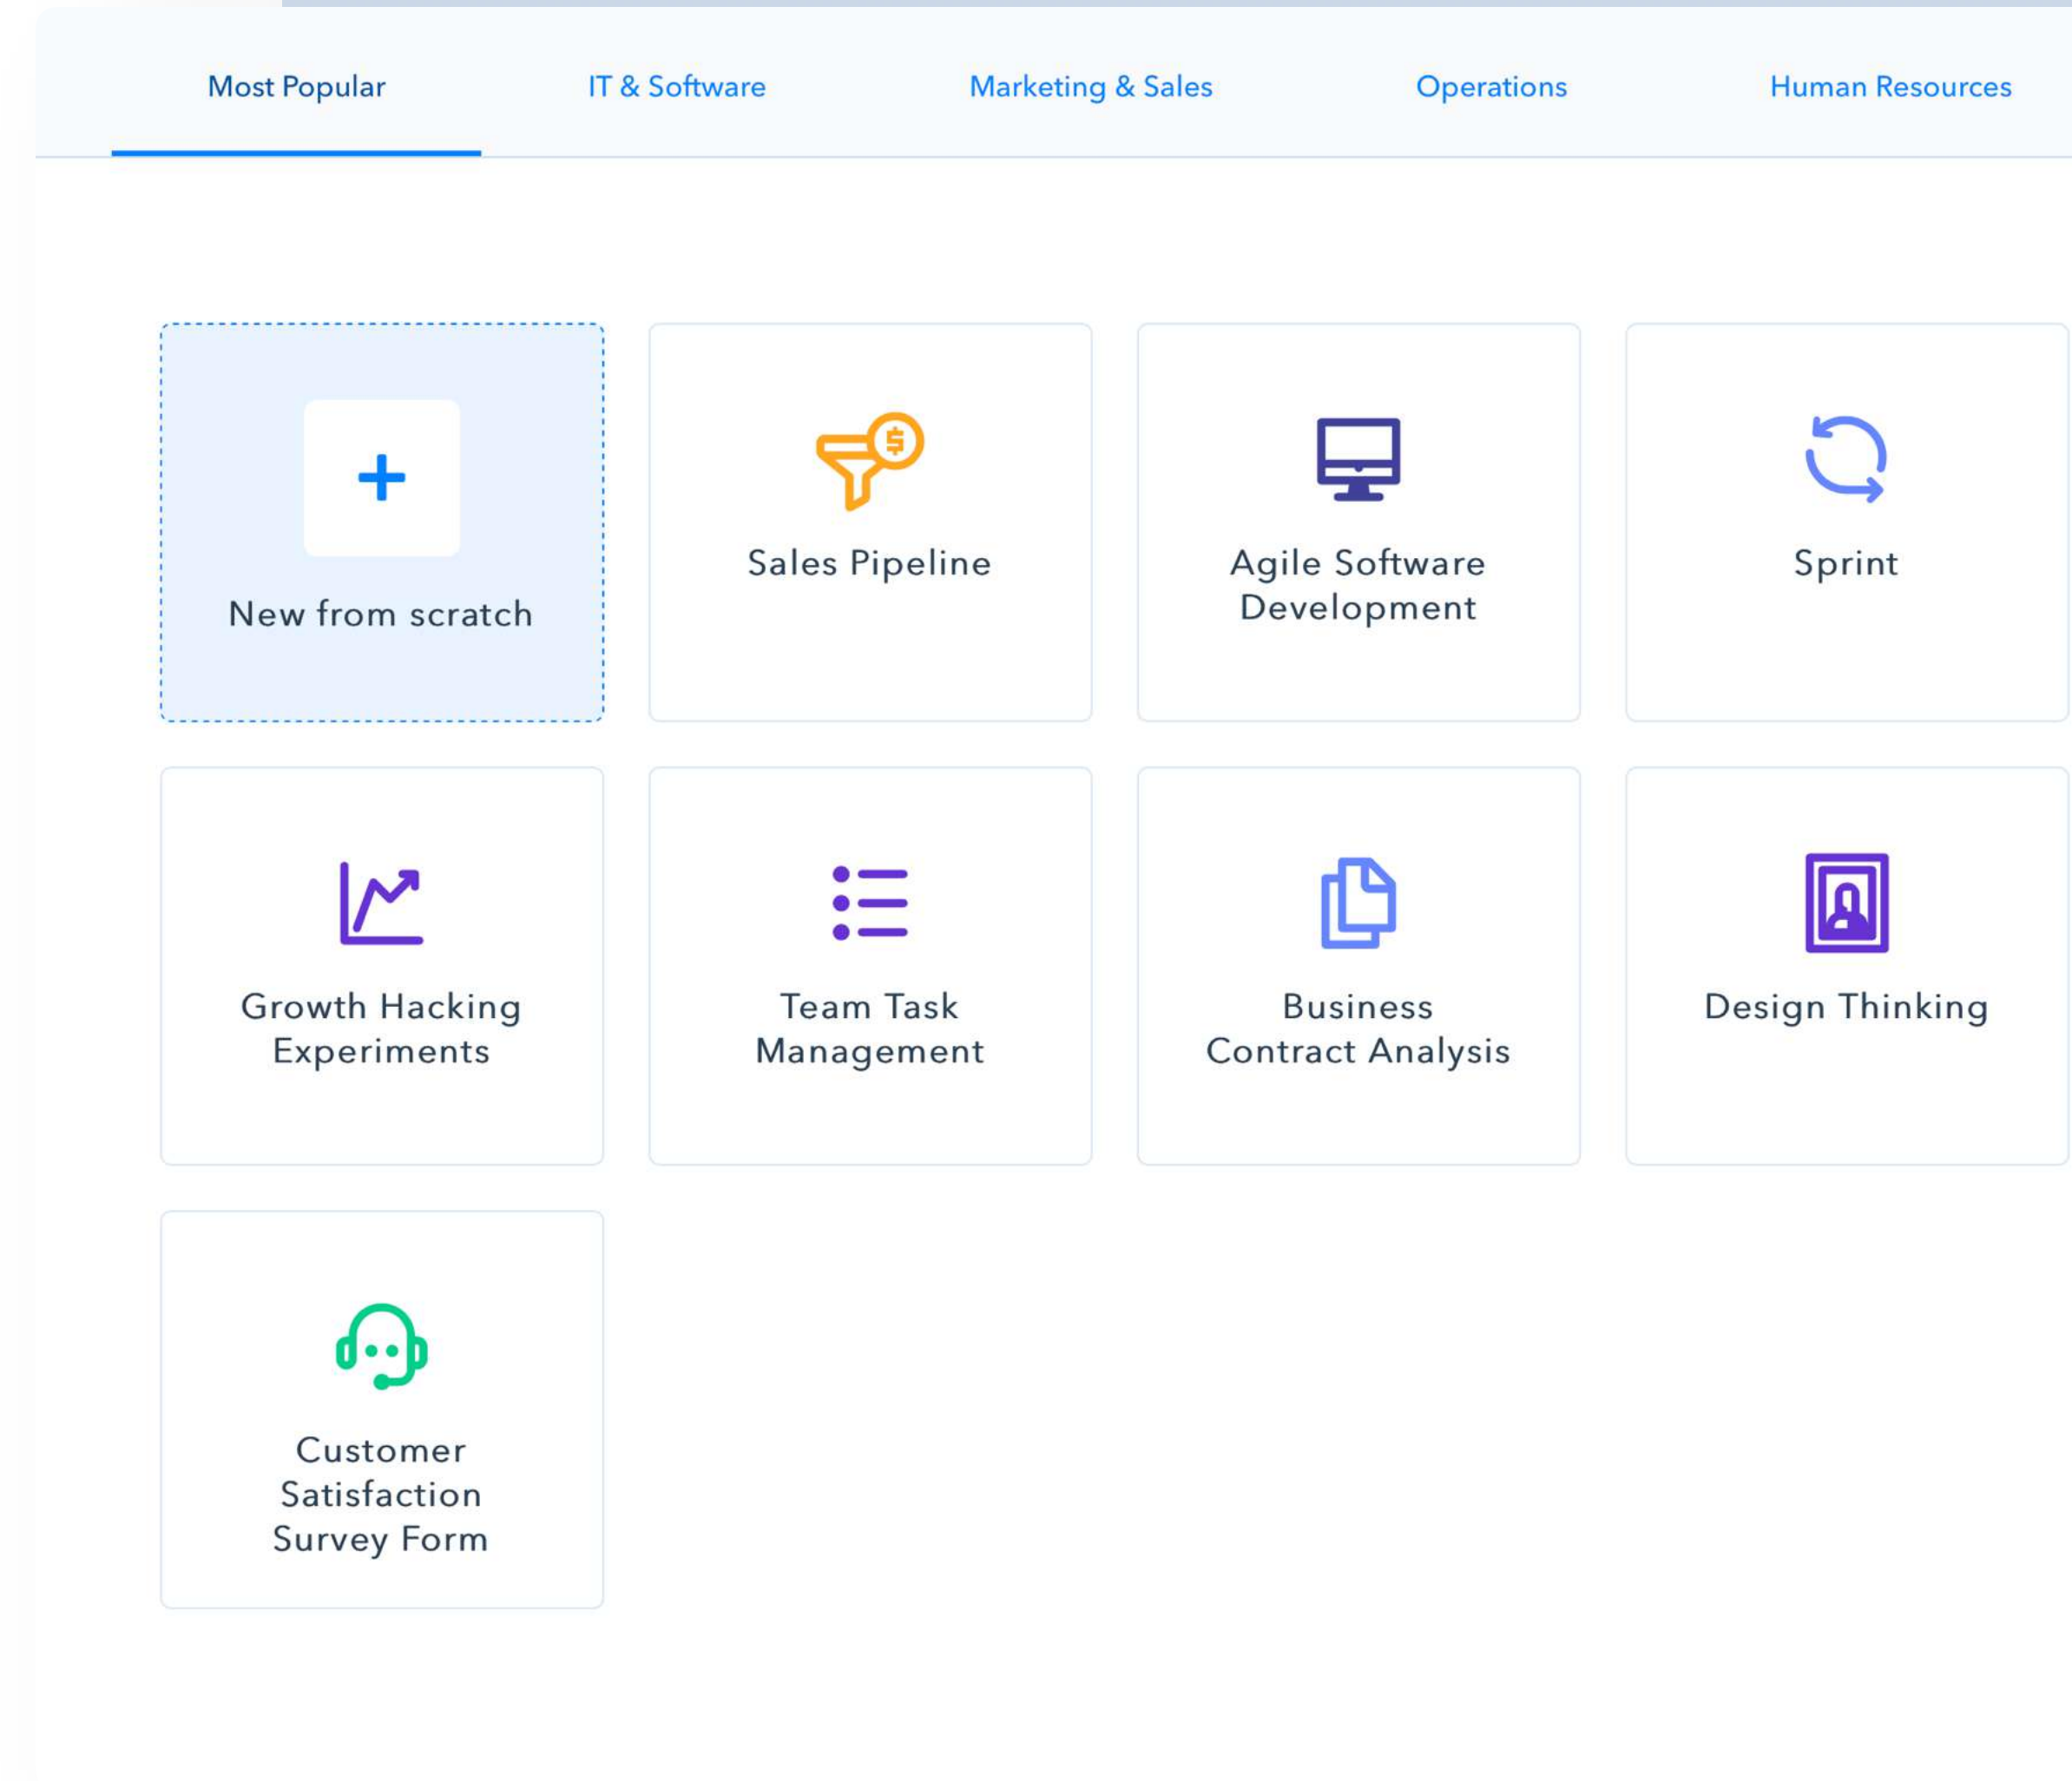 Most Popular
IT & Software
Marketing & Sales
Operations
Human Resources
New from scratch
Sales Pipeline
Agile Software
Development
Sprint
Growth Hacking
Experiments
Team Task
Management
Business
Contract Analysis
Design Thinking
Customer
Satisfaction
Survey Form